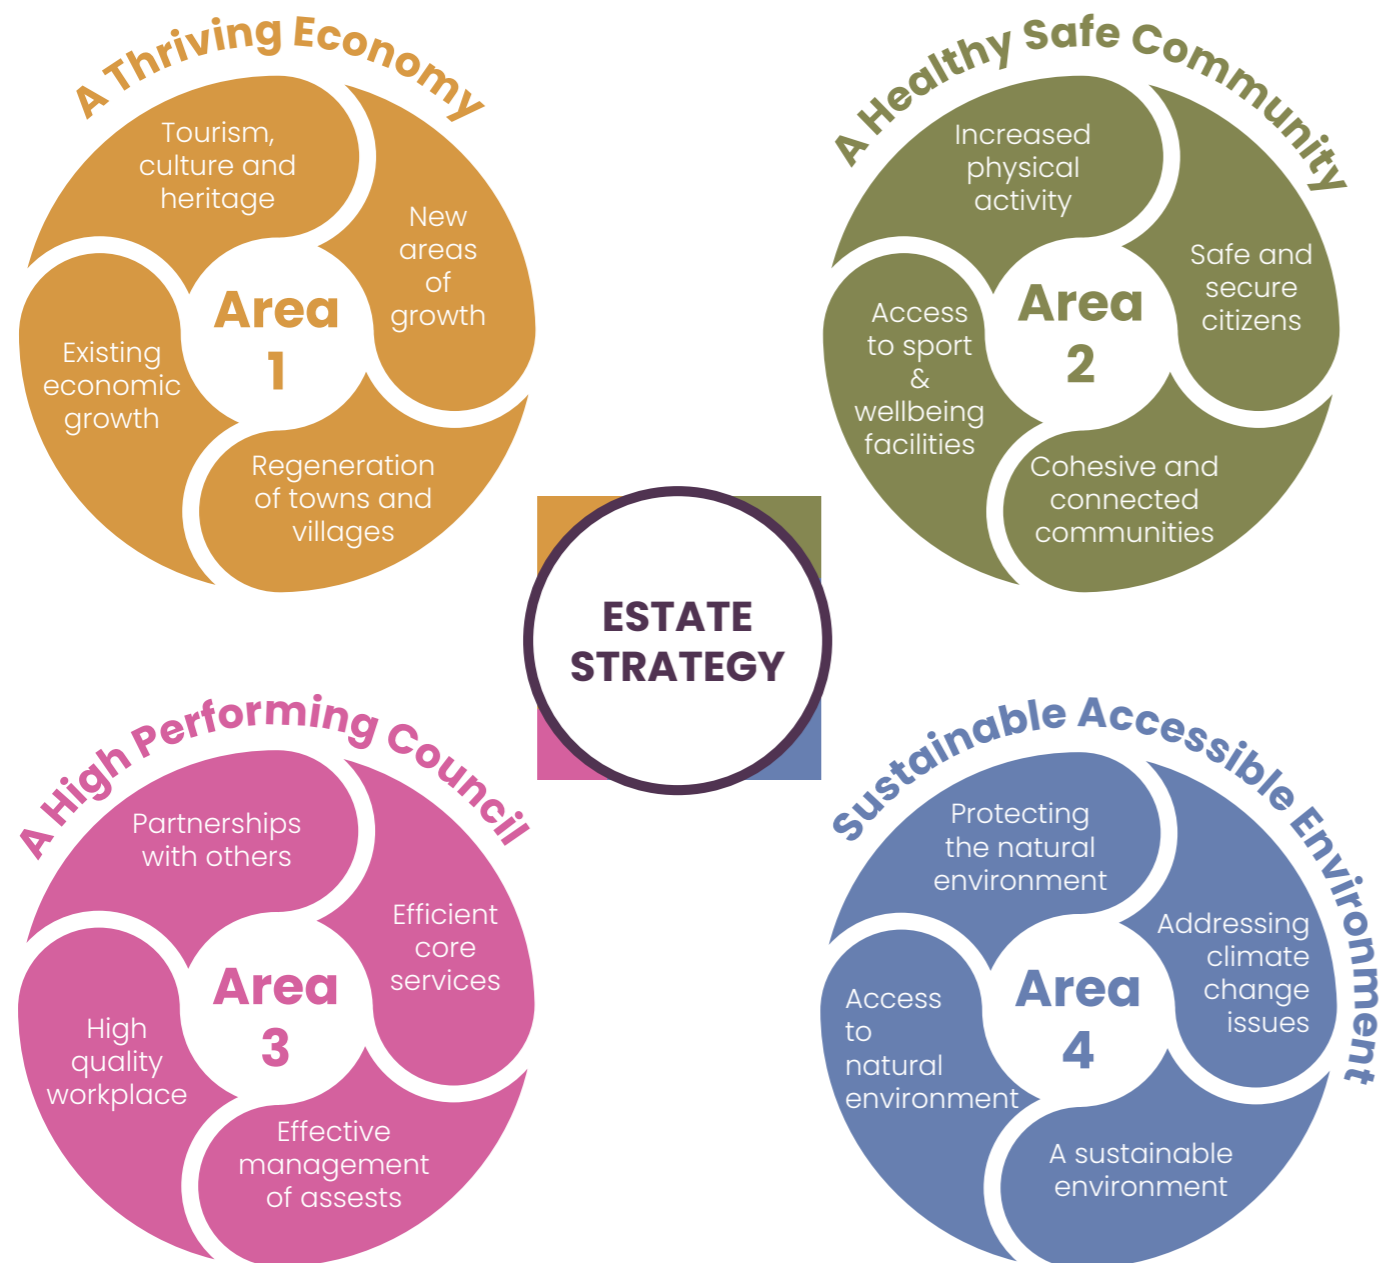 A Thriving Economy
Tourism,
culture and
heritage
New
areas
of
growth
Area
1
Existing
economic
growth
Regeneration
of towns and
villages
A Healthy Safe Community
Increased
physical
activity
Safe and
secure
citizens
Area
2
Access
to sport
&
wellbeing
facilities
Cohesive and
connected
communities
ESTATE
STRATEGY
A High Performing Council
Partnerships
with others
Efficient
core
services
Area
3
High
quality
workplace
Effective
management
of assests
Sustainable Accessible Environment
Protecting
the natural
environment
Addressing
climate
change
issues
Area
4
Access
to
natural
environment
A sustainable
environment